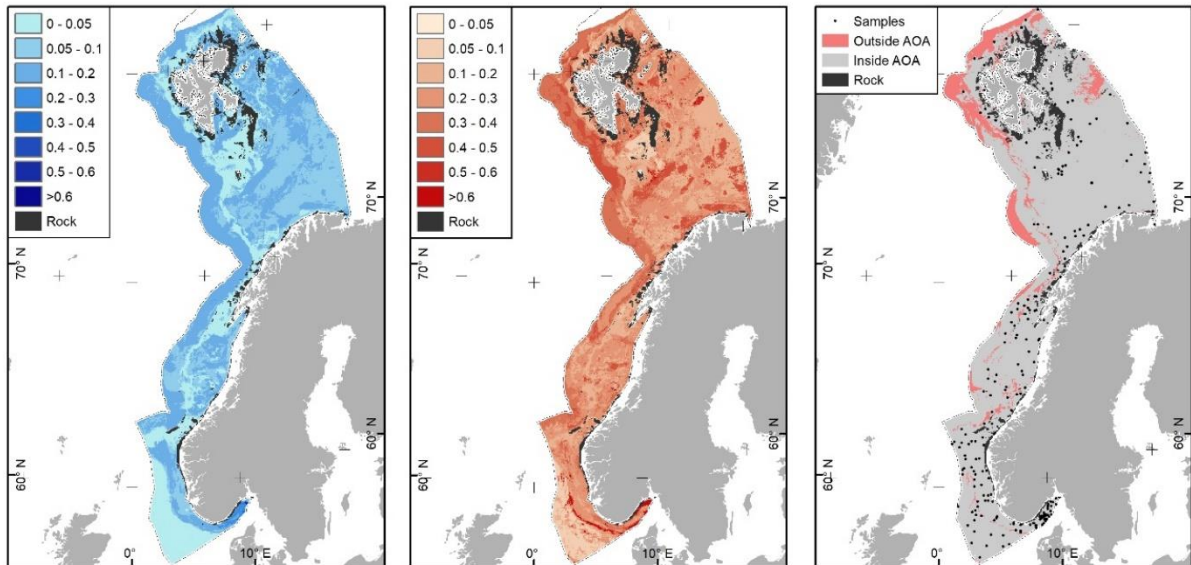 0 - 0.05
0.05 - 0.1
0.1 - 0.2
0.2 - 0.3
0.3 - 0.4
0.4 - 0.5
0.5 - 0.6
>0.6
Rock
70° N
70° N
60° N
60° N
0°
10° E
0 - 0.05
0.05 - 0.1
0.1 - 0.2
0.2 - 0.3
0.3 - 0.4
0.4 - 0.5
0.5 - 0.6
>0.6
Rock
70° N
70° N
60° N
60° N
0°
10° E
Samples
Outside AOA
Inside AOA
Rock
70° N
70° N
60° N
60° N
0°
10° E